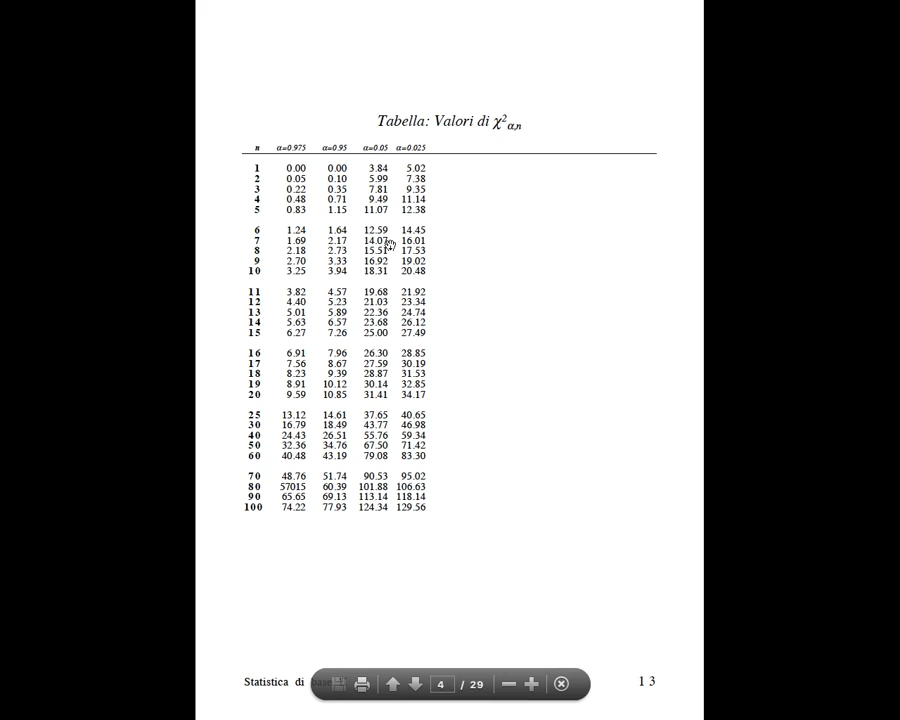 Tabella: Valori di χ²α,n
n α=0.975 α=0.95 α=0.05 α=0.025
1 0.00 0.00 3.84 5.02
2 0.05 0.10 5.99 7.38
3 0.22 0.35 7.81 9.35
4 0.48 0.71 9.49 11.14
5 0.83 1.15 11.07 12.38
6 1.24 1.64 12.59 14.45
7 1.69 2.17 14.07 16.01
8 2.18 2.73 15.51 17.53
9 2.70 3.33 16.92 19.02
10 3.25 3.94 18.31 20.48
11 3.82 4.57 19.68 21.92
12 4.40 5.23 21.03 23.34
13 5.01 5.89 22.36 24.74
14 5.63 6.57 23.68 26.12
15 6.27 7.26 25.00 27.49
16 6.91 7.96 26.30 28.85
17 7.56 8.67 27.59 30.19
18 8.23 9.39 28.87 31.53
19 8.91 10.12 30.14 32.85
20 9.59 10.85 31.41 34.17
25 13.12 14.61 37.65 40.65
30 16.79 18.49 43.77 46.98
40 24.43 26.51 55.76 59.34
50 32.36 34.76 67.50 71.42
60 40.48 43.19 79.08 83.30
70 48.76 51.74 90.53 95.02
80 57015 60.39 101.88 106.63
90 65.65 69.13 113.14 118.14
100 74.22 77.93 124.34 129.56
Statistica di 13
4 / 29